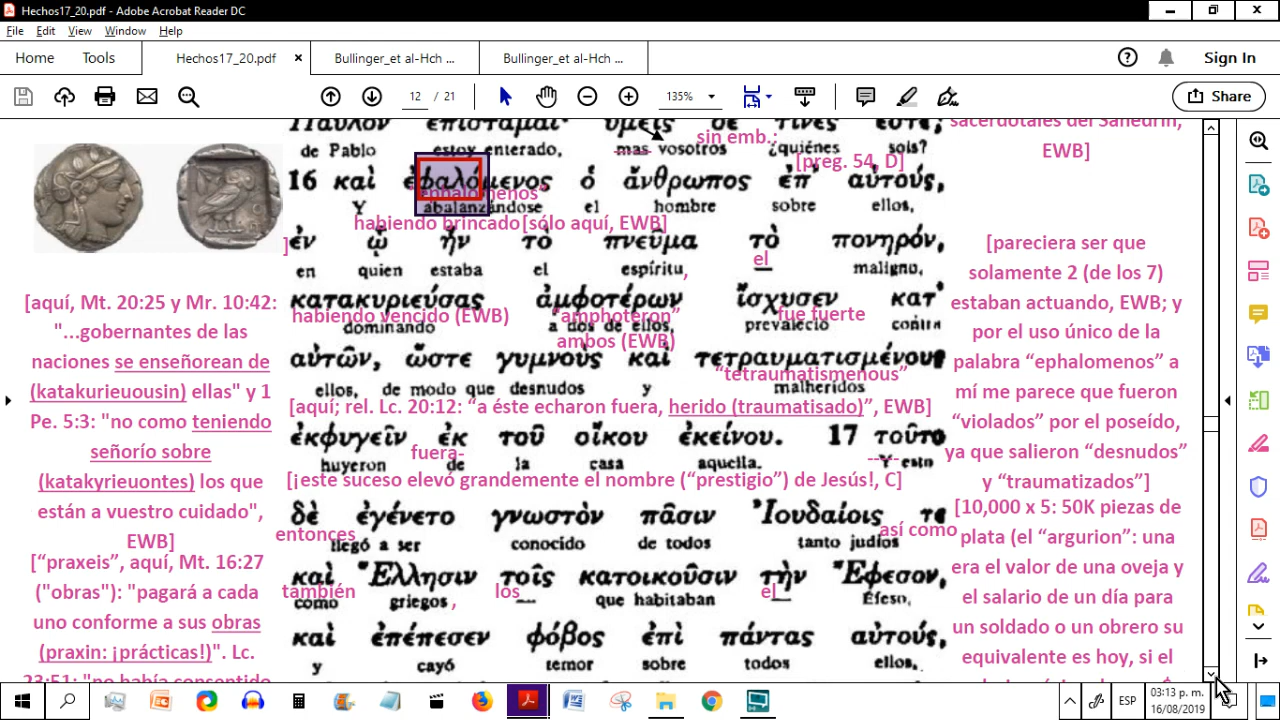 Hechos17_20.pdf - Adobe Acrobat Reader DC
File Edit View Window Help
Home Tools Hechos17_20.pdf × Bullinger_et al-Hch ... Bullinger_et al-Hch ... Sign In
12 / 21 135% Share
Παῦλον ἐπίσταμαι· ὑμεῖς δὲ τίνες ἐστέ;
sin emb.:
de Pablo estoy enterado, mas vosotros ¿quiénes sois?
[preg. 54, D]
16 καὶ ἐφαλόμενος ὁ ἄνθρωπος ἐπ' αὐτούς,
"ephalomenos"
Y abalanzándose el hombre sobre ellos,
habiendo brincado[sólo aquí, EWB]
]ἐν ᾧ ἦν τὸ πνεῦμα τὸ πονηρόν,
en quien estaba el espíritu, el maligno,
κατακυριεύσας ἀμφοτέρων ἴσχυσεν κατ'
habiendo vencido (EWB) "amphoteron" fue fuerte
dominando a dos de ellos, prevaleció contra
ambos (EWB)
αὐτῶν, ὥστε γυμνοὺς καὶ τετραυματισμένους
"tetraumatismenous"
ellos, de modo que desnudos y malheridos
[aquí; rel. Lc. 20:12: "a éste echaron fuera, herido (traumatisado)", EWB]
ἐκφυγεῖν ἐκ τοῦ οἴκου ἐκείνου. 17 τοῦτο
fuera-
huyeron de la casa aquella. Y esto
[¡este suceso elevó grandemente el nombre ("prestigio") de Jesús!, C]
δὲ ἐγένετο γνωστὸν πᾶσιν Ἰουδαίοις τε
entonces así como
llegó a ser conocido de todos tanto judíos
καὶ Ἕλλησιν τοῖς κατοικοῦσιν τὴν Ἔφεσον,
también , los el
como griegos que habitaban Éfeso,
καὶ ἐπέπεσεν φόβος ἐπὶ πάντας αὐτούς,
y cayó temor sobre todos ellos,
[aquí, Mt. 20:25 y Mr. 10:42:
"...gobernantes de las
naciones se enseñorean de
(katakurieuousin) ellas" y 1
Pe. 5:3: "no como teniendo
señorío sobre
(katakyrieuontes) los que
están a vuestro cuidado",
EWB]
["praxeis", aquí, Mt. 16:27
("obras"): "pagará a cada
uno conforme a sus obras
(praxin: ¡prácticas!)". Lc.
23:51: "no había consentido
sacerdotales del Sanedrín,
EWB]
[pareciera ser que
solamente 2 (de los 7)
estaban actuando, EWB; y
por el uso único de la
palabra "ephalomenos" a
mí me parece que fueron
"violados" por el poseído,
ya que salieron "desnudos"
y "traumatizados"]
[10,000 x 5: 50K piezas de
plata (el "argurion": una
era el valor de una oveja y
el salario de un día para
un soldado o un obrero su
equivalente es hoy, si el
ESP 03:13 p. m.
16/08/2019